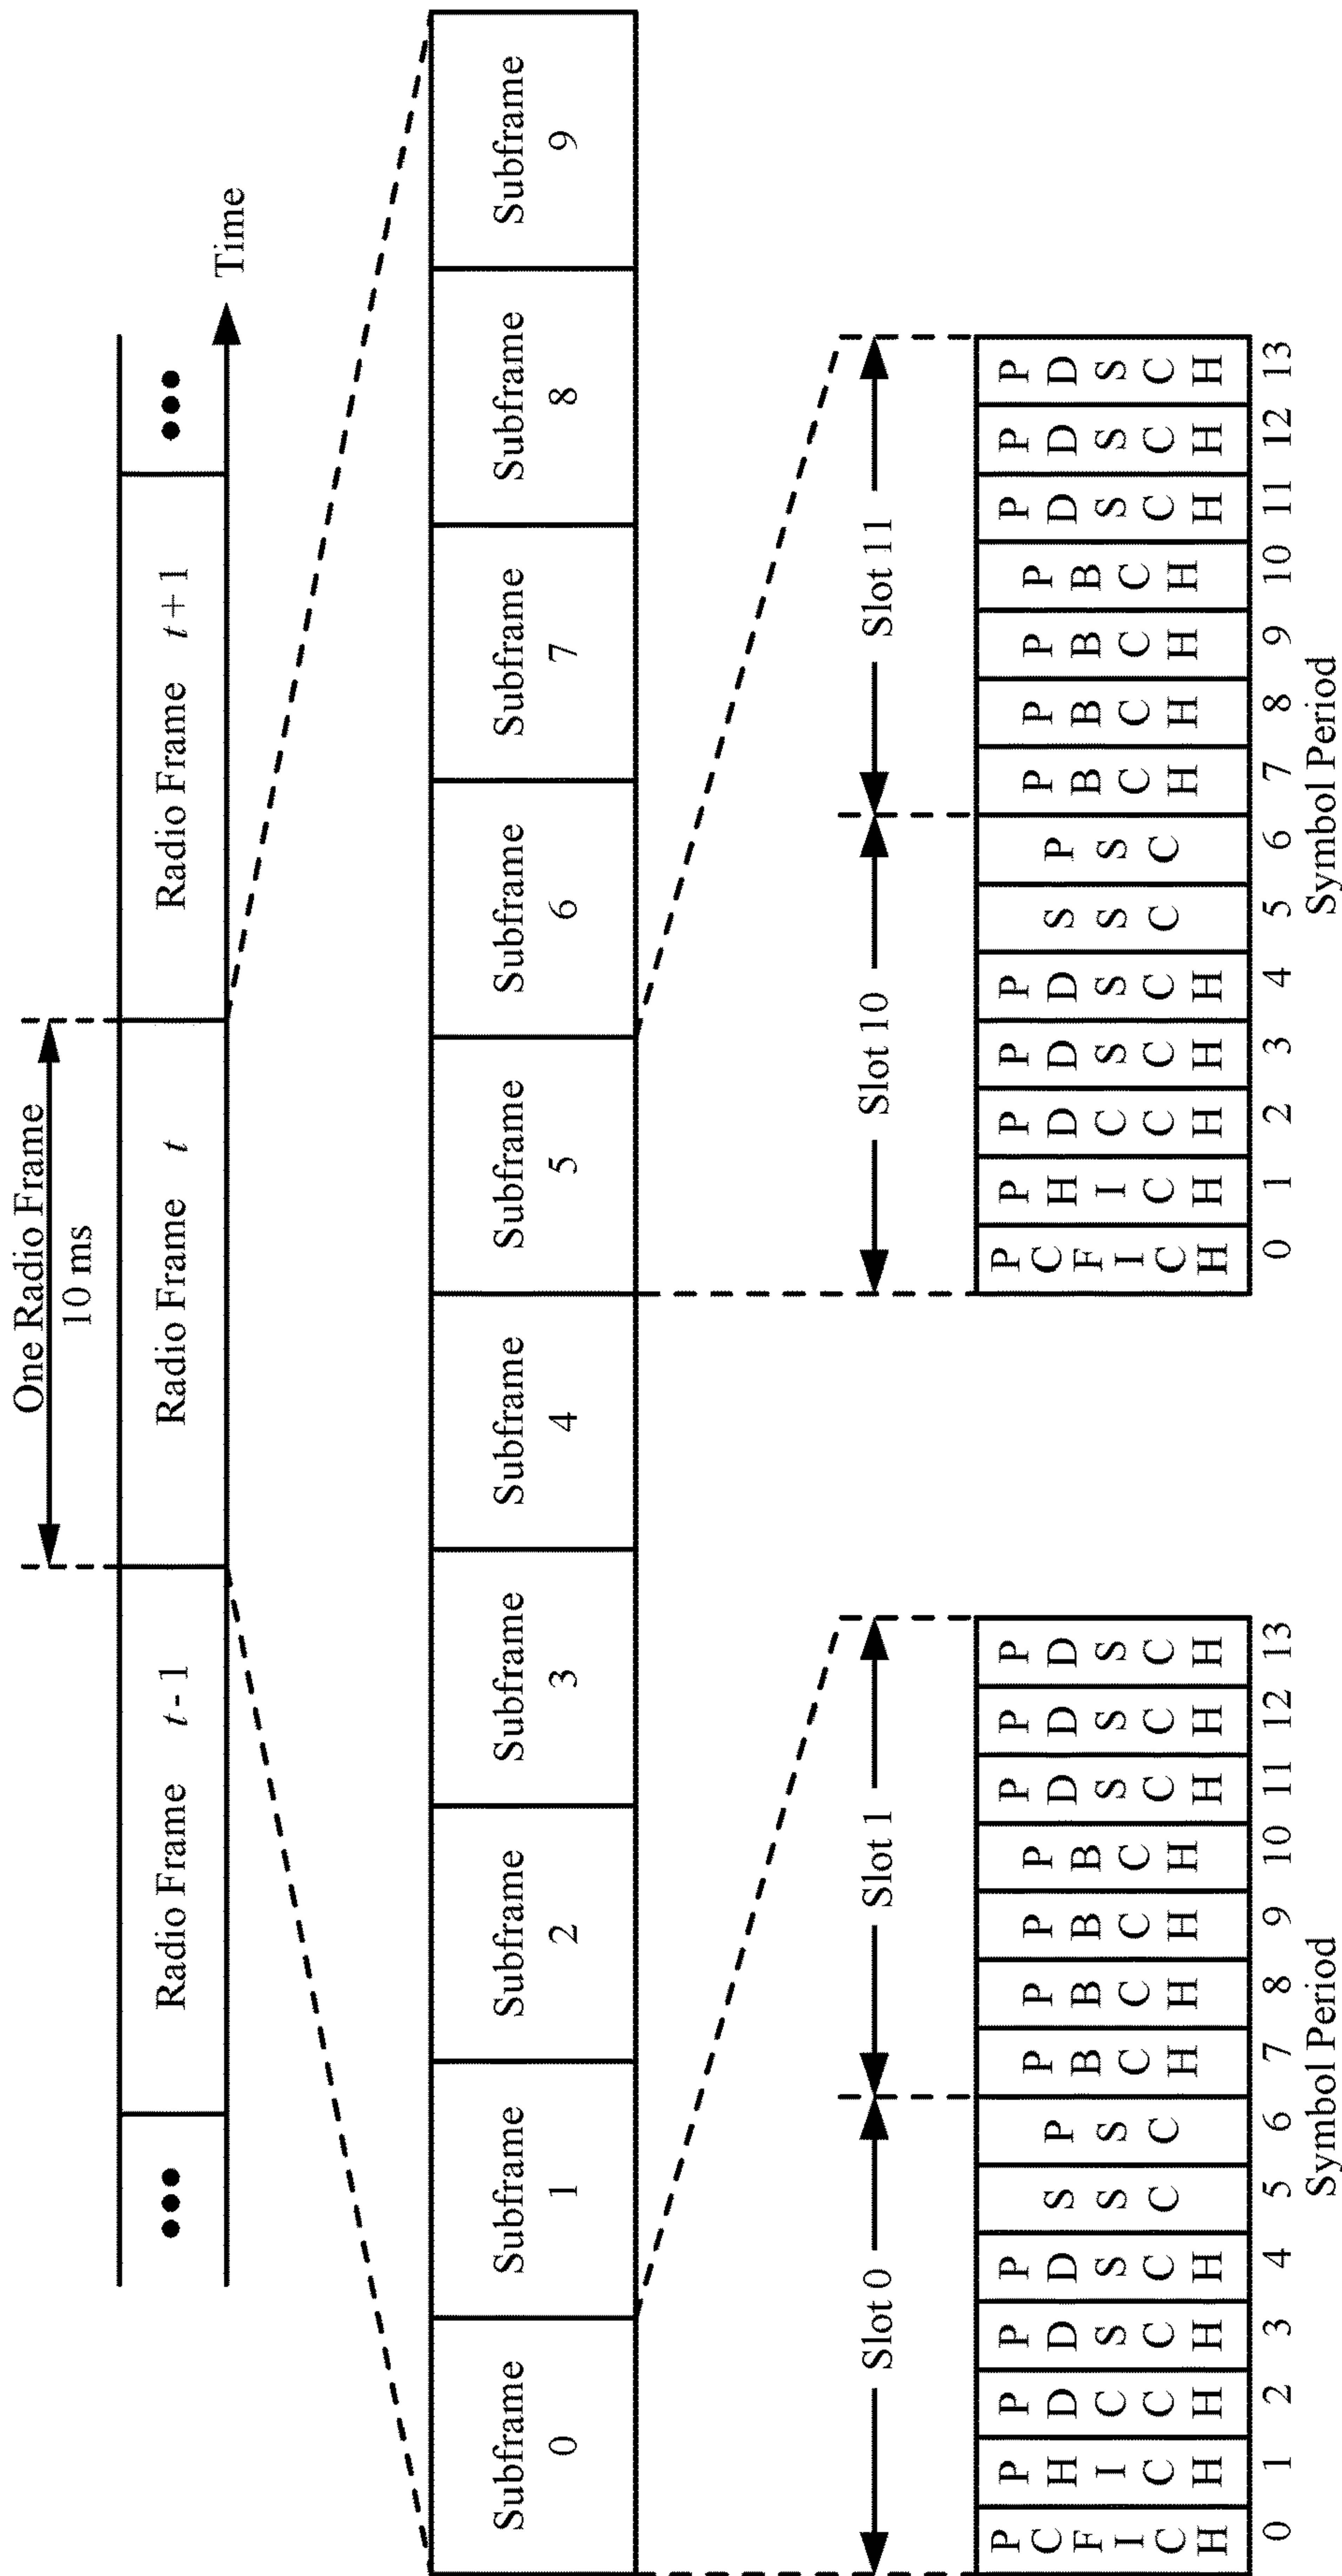 One Radio Frame
10 ms
••• Radio Frame t - 1 Radio Frame t Radio Frame t + 1 •••
Time
Subframe 0 Subframe 1 Subframe 2 Subframe 3 Subframe 4 Subframe 5 Subframe 6 Subframe 7 Subframe 8 Subframe 9
Slot 0 Slot 1 Slot 10 Slot 11
PCFICH PHICH PDCCH PDSCH PDSCH SSC PSC PBCH PBCH PBCH PBCH PDSCH PDSCH PDSCH
0 1 2 3 4 5 6 7 8 9 10 11 12 13
Symbol Period
PCFICH PHICH PDCCH PDSCH PDSCH SSC PSC PBCH PBCH PBCH PBCH PDSCH PDSCH PDSCH
0 1 2 3 4 5 6 7 8 9 10 11 12 13
Symbol Period